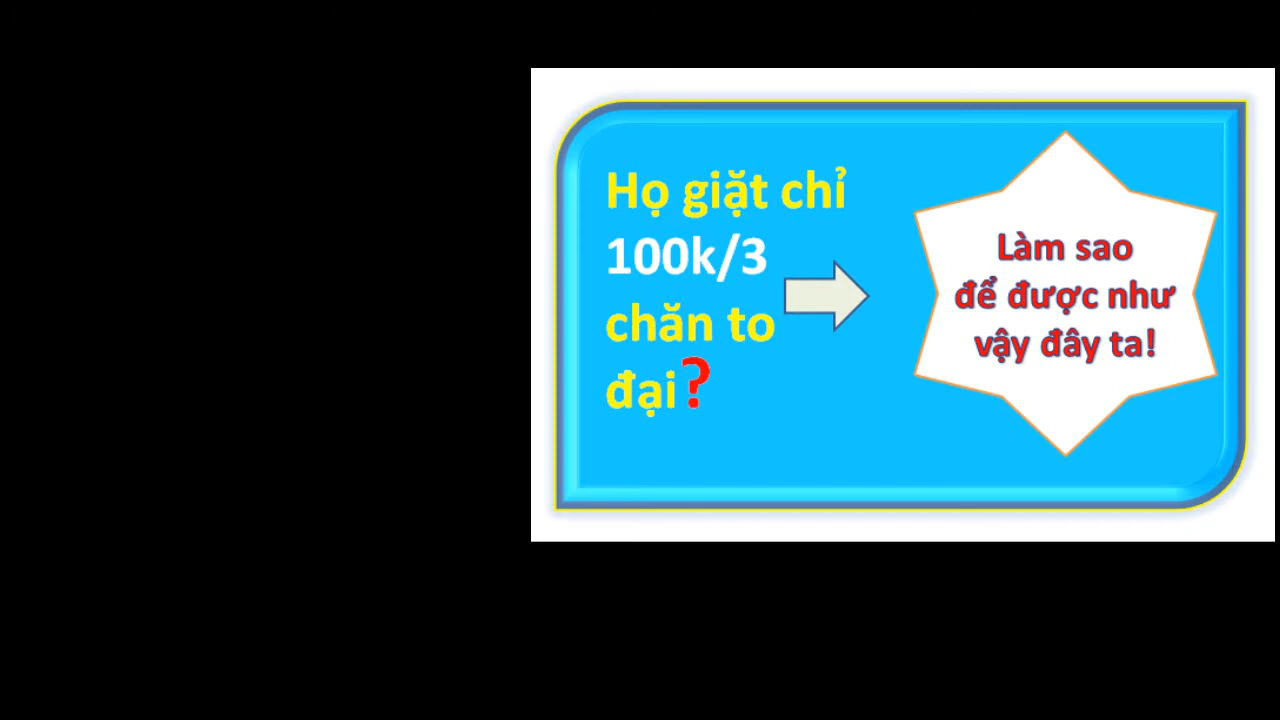 Họ giặt chỉ
100k/3
chăn to
đại?
Làm sao
để được như
vậy đây ta!